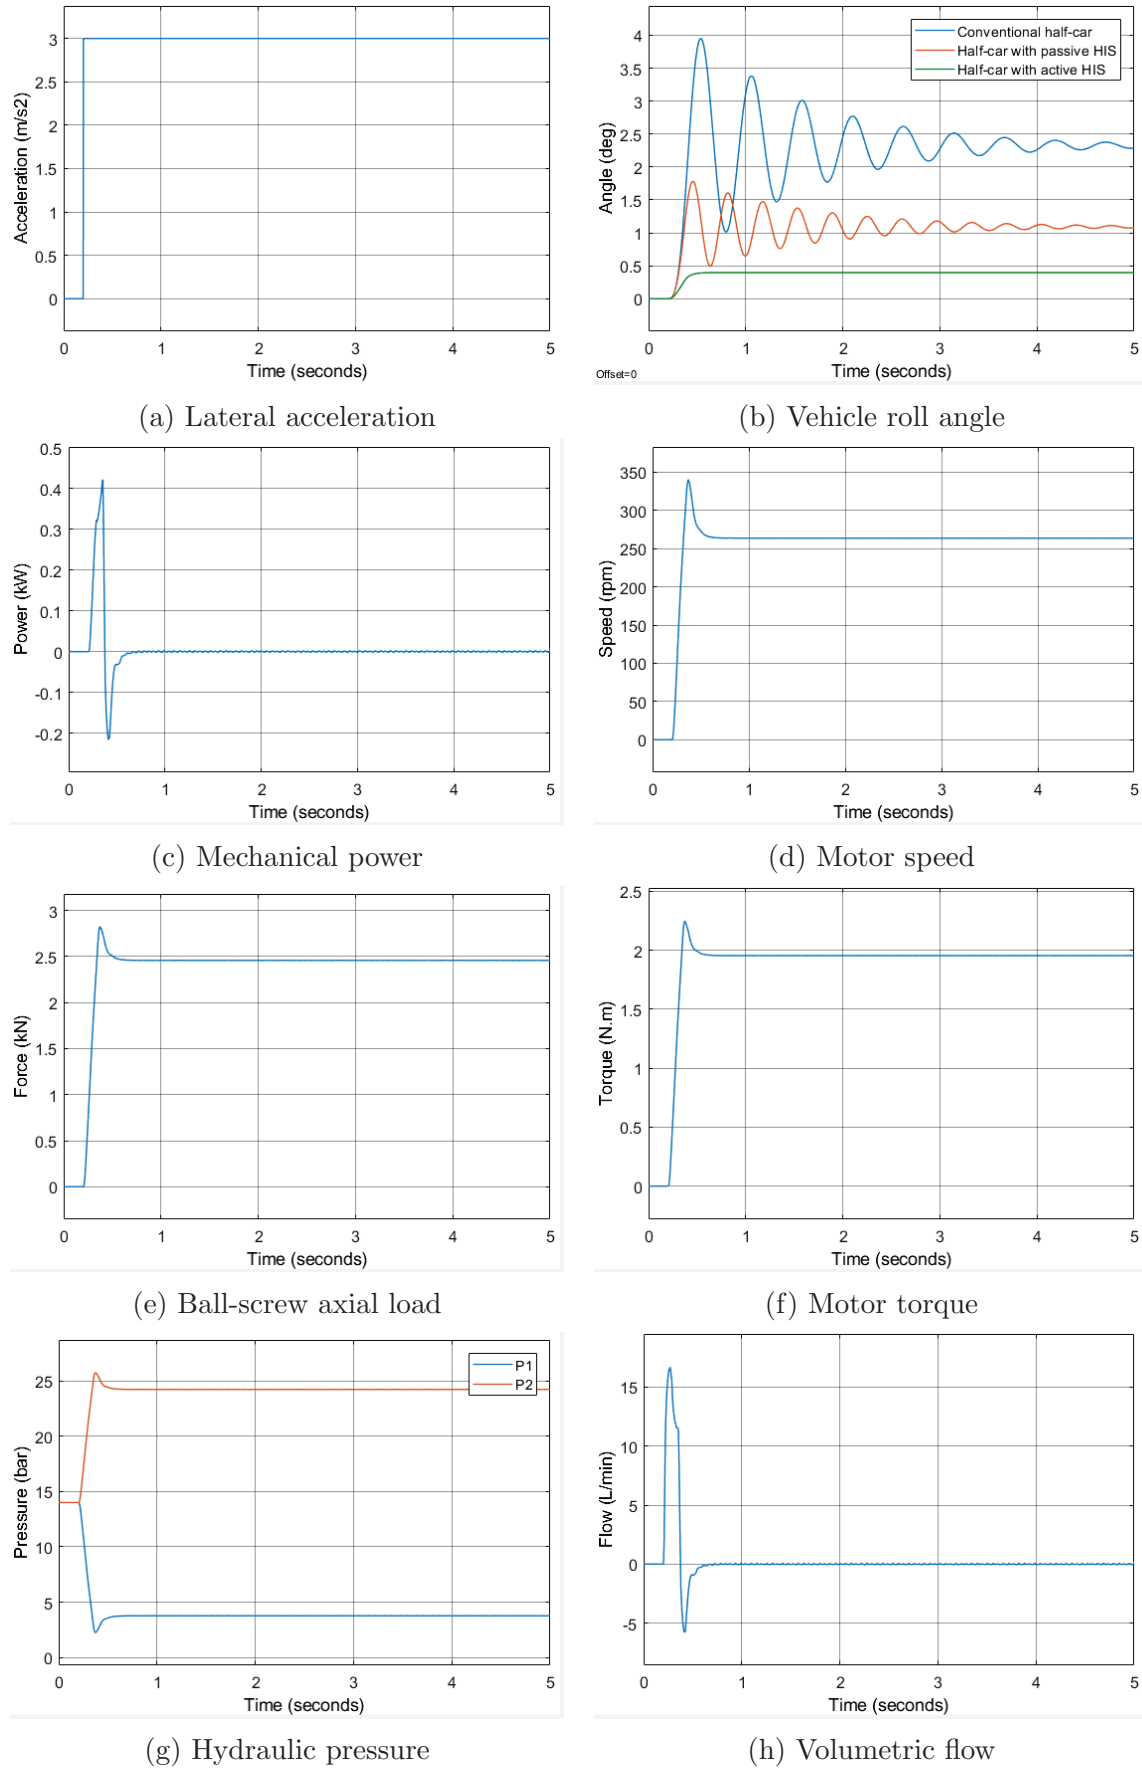 3
2.5
2
1.5
1
0.5
0
Acceleration (m/s2)
0 1 2 3 4 5
Time (seconds)
(a) Lateral acceleration
4
3.5
3
2.5
2
1.5
1
0.5
0
Angle (deg)
Conventional half-car
Half-car with passive HIS
Half-car with active HIS
0 1 2 3 4 5
Time (seconds)
Offset=0
(b) Vehicle roll angle
0.5
0.4
0.3
0.2
0.1
0
-0.1
-0.2
Power (kW)
0 1 2 3 4 5
Time (seconds)
(c) Mechanical power
350
300
250
200
150
100
50
0
Speed (rpm)
0 1 2 3 4 5
Time (seconds)
(d) Motor speed
3
2.5
2
1.5
1
0.5
0
Force (kN)
0 1 2 3 4 5
Time (seconds)
(e) Ball-screw axial load
2.5
2
1.5
1
0.5
0
Torque (N.m)
0 1 2 3 4 5
Time (seconds)
(f) Motor torque
25
20
15
10
5
0
Pressure (bar)
P1
P2
0 1 2 3 4 5
Time (seconds)
(g) Hydraulic pressure
15
10
5
0
-5
Flow (L/min)
0 1 2 3 4 5
Time (seconds)
(h) Volumetric flow